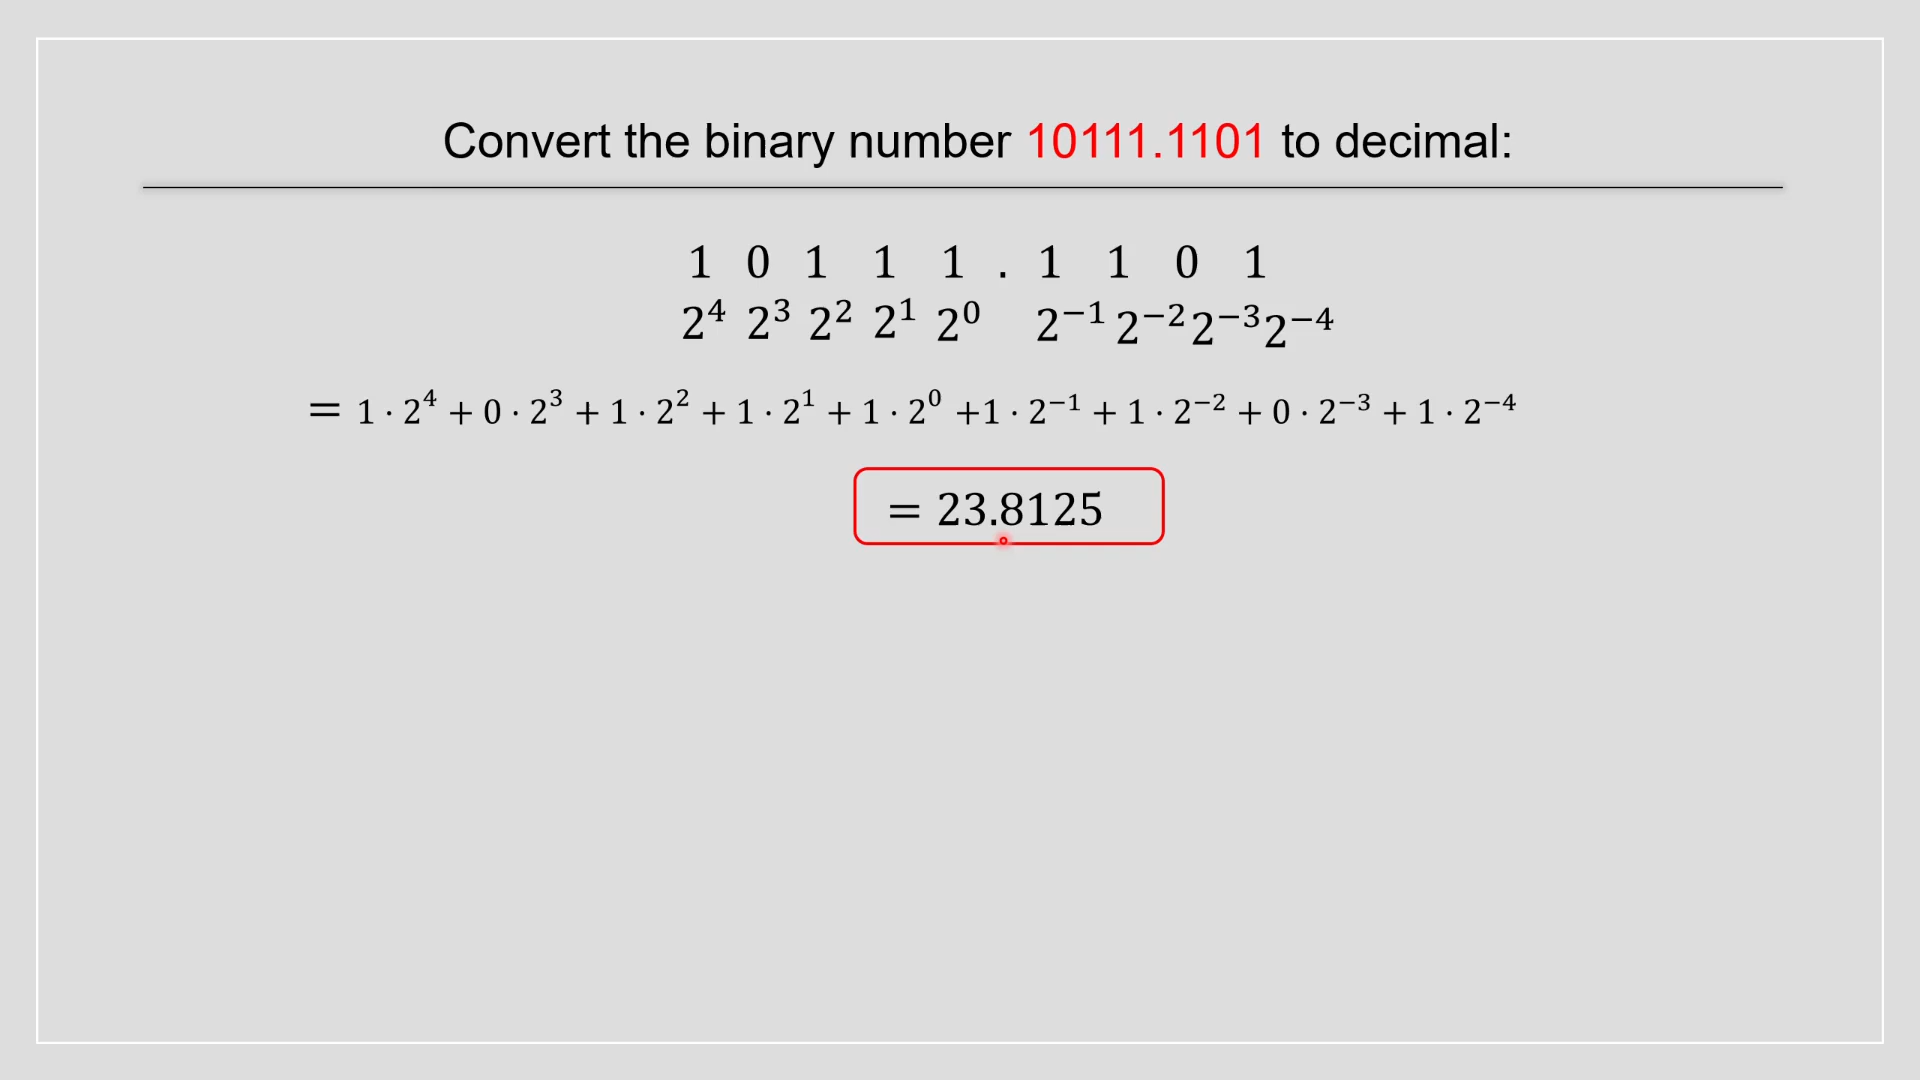 Convert the binary number 10111.1101 to decimal:
1 0 1 1 1 . 1 1 0 1
2⁴ 2³ 2² 2¹ 2⁰ 2⁻¹ 2⁻² 2⁻³ 2⁻⁴
= 1 · 2⁴ + 0 · 2³ + 1 · 2² + 1 · 2¹ + 1 · 2⁰ +1 · 2⁻¹ + 1 · 2⁻² + 0 · 2⁻³ + 1 · 2⁻⁴
= 23.8125